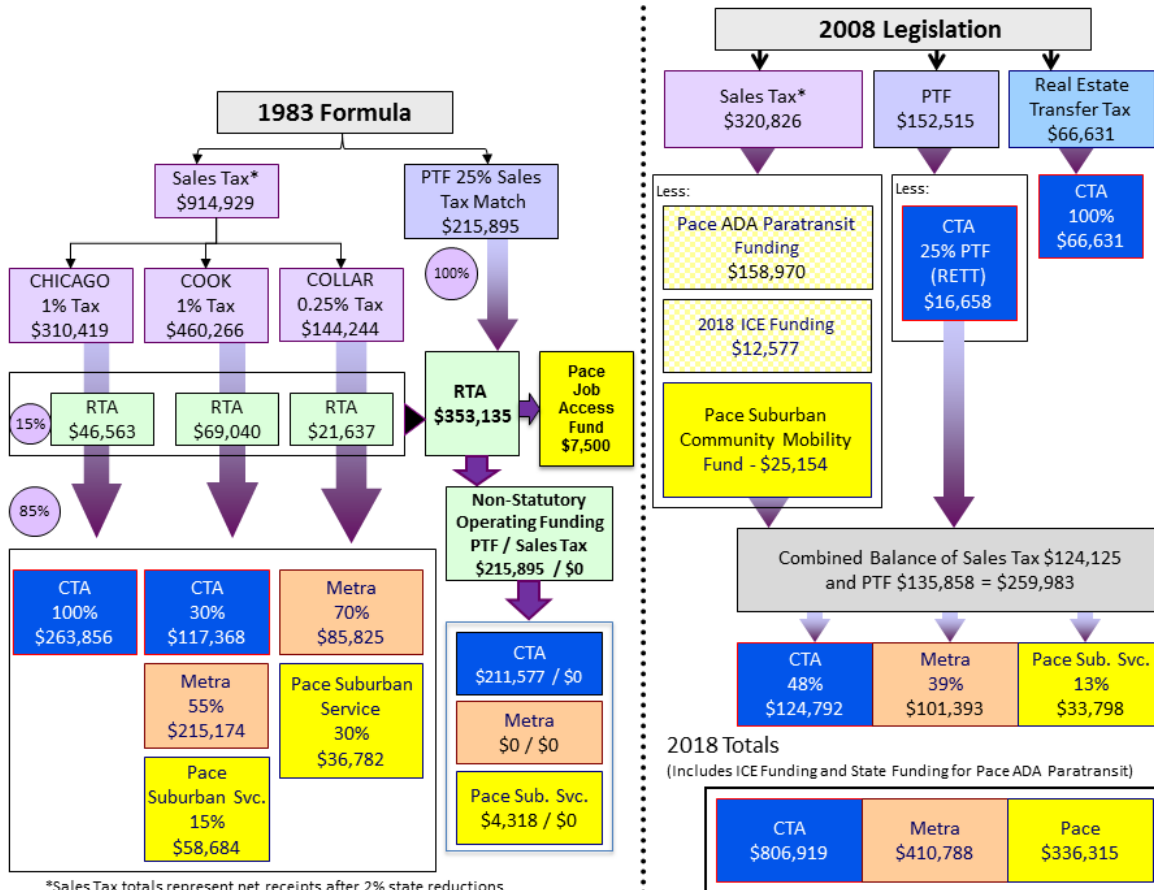 1983 Formula
Sales Tax*
$914,929
PTF 25% Sales
Tax Match
$215,895
100%
CHICAGO
1% Tax
$310,419
COOK
1% Tax
$460,266
COLLAR
0.25% Tax
$144,244
15%
RTA
$46,563
RTA
$69,040
RTA
$21,637
RTA
$353,135
Pace
Job
Access
Fund
$7,500
85%
Non-Statutory
Operating Funding
PTF / Sales Tax
$215,895 / $0
CTA
100%
$263,856
CTA
30%
$117,368
Metra
55%
$215,174
Pace
Suburban Svc.
15%
$58,684
Metra
70%
$85,825
Pace Suburban
Service
30%
$36,782
CTA
$211,577 / $0
Metra
$0 / $0
Pace Sub. Svc.
$4,318 / $0
*Sales Tax totals represent net receipts after 2% state reductions
2008 Legislation
Sales Tax*
$320,826
PTF
$152,515
Real Estate
Transfer Tax
$66,631
Less:
Pace ADA Paratransit
Funding
$158,970
2018 ICE Funding
$12,577
Pace Suburban
Community Mobility
Fund - $25,154
Less:
CTA
25% PTF
(RETT)
$16,658
CTA
100%
$66,631
Combined Balance of Sales Tax $124,125
and PTF $135,858 = $259,983
CTA
48%
$124,792
Metra
39%
$101,393
Pace Sub. Svc.
13%
$33,798
2018 Totals
(Includes ICE Funding and State Funding for Pace ADA Paratransit)
CTA
$806,919
Metra
$410,788
Pace
$336,315